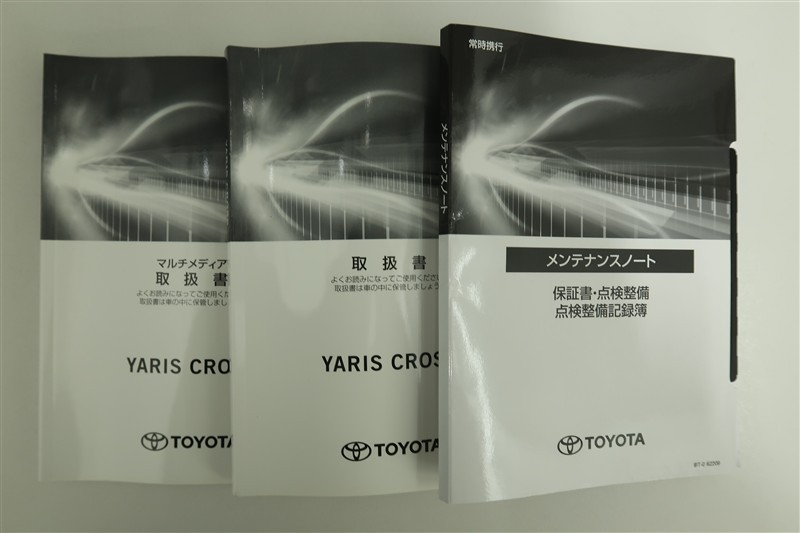 マルチメディア
取扱書
よくお読みになってご使用くだ
取扱書は車の中に保管しまし
YARIS CRO
TOYOTA
取扱書
よくお読みになってご使用ください
取扱書は車の中に保管しましょう
YARIS CROS
TOYOTA
メンテナンスノート
常時携行
メンテナンスノート
保証書・点検整備
点検整備記録簿
TOYOTA